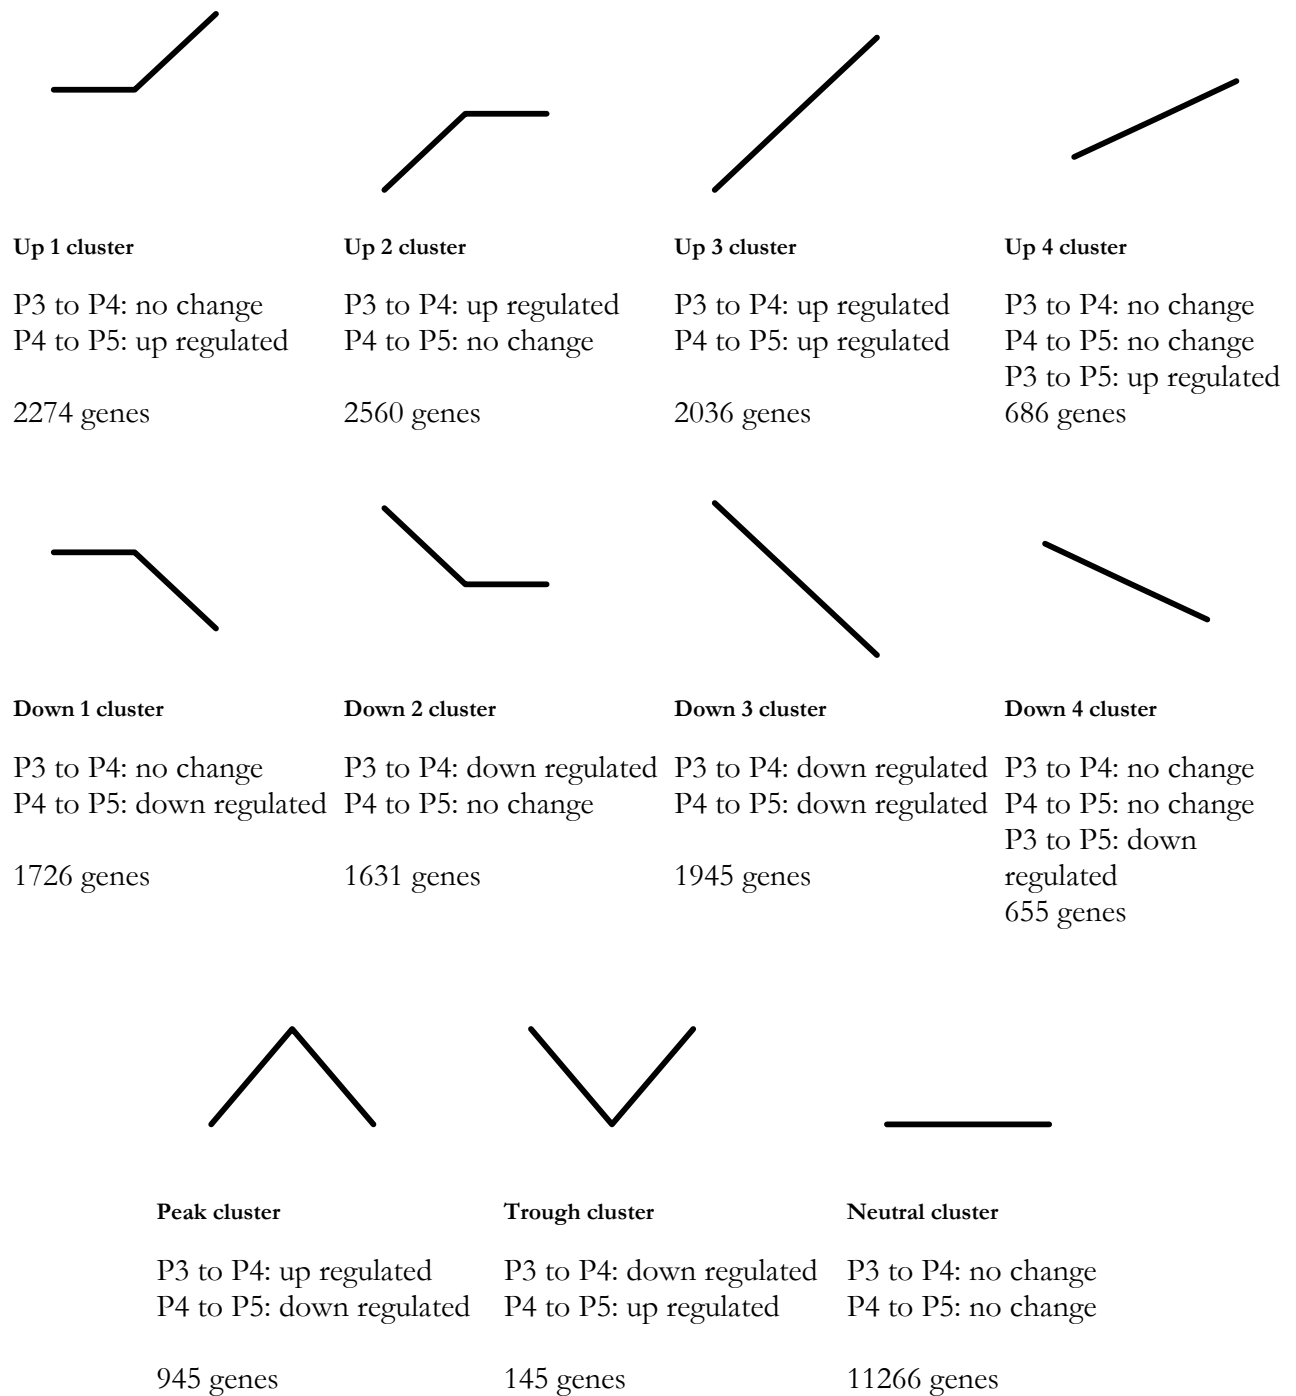 Up 1 cluster
P3 to P4: no change
P4 to P5: up regulated
2274 genes
Up 2 cluster
P3 to P4: up regulated
P4 to P5: no change
2560 genes
Up 3 cluster
P3 to P4: up regulated
P4 to P5: up regulated
2036 genes
Up 4 cluster
P3 to P4: no change
P4 to P5: no change
P3 to P5: up regulated
686 genes
Down 1 cluster
P3 to P4: no change
P4 to P5: down regulated
1726 genes
Down 2 cluster
P3 to P4: down regulated
P4 to P5: no change
1631 genes
Down 3 cluster
P3 to P4: down regulated
P4 to P5: down regulated
1945 genes
Down 4 cluster
P3 to P4: no change
P4 to P5: no change
P3 to P5: down
regulated
655 genes
Peak cluster
P3 to P4: up regulated
P4 to P5: down regulated
945 genes
Trough cluster
P3 to P4: down regulated
P4 to P5: up regulated
145 genes
Neutral cluster
P3 to P4: no change
P4 to P5: no change
11266 genes